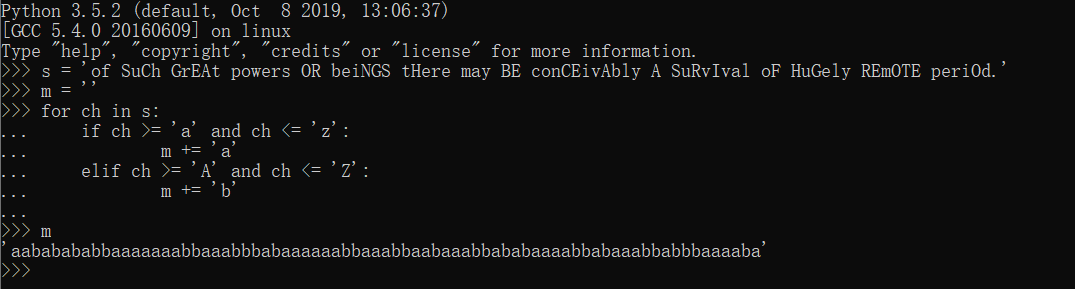 Python 3.5.2 (default, Oct  8 2019, 13:06:37)
[GCC 5.4.0 20160609] on linux
Type "help", "copyright", "credits" or "license" for more information.
>>> s = 'of SuCh GrEAt powers OR beiNGS tHere may BE conCEivAbly A SuRvIval oF HuGely REmOTE periOd.'
>>> m = ''
>>> for ch in s:
...     if ch >= 'a' and ch <= 'z':
...             m += 'a'
...     elif ch >= 'A' and ch <= 'Z':
...             m += 'b'
...
>>> m
'aababababbaaaaaaabbaaabbbabaaaaaabbaaabbaabaaabbababaaaabbabaaabbabbbaaaaba'
>>>